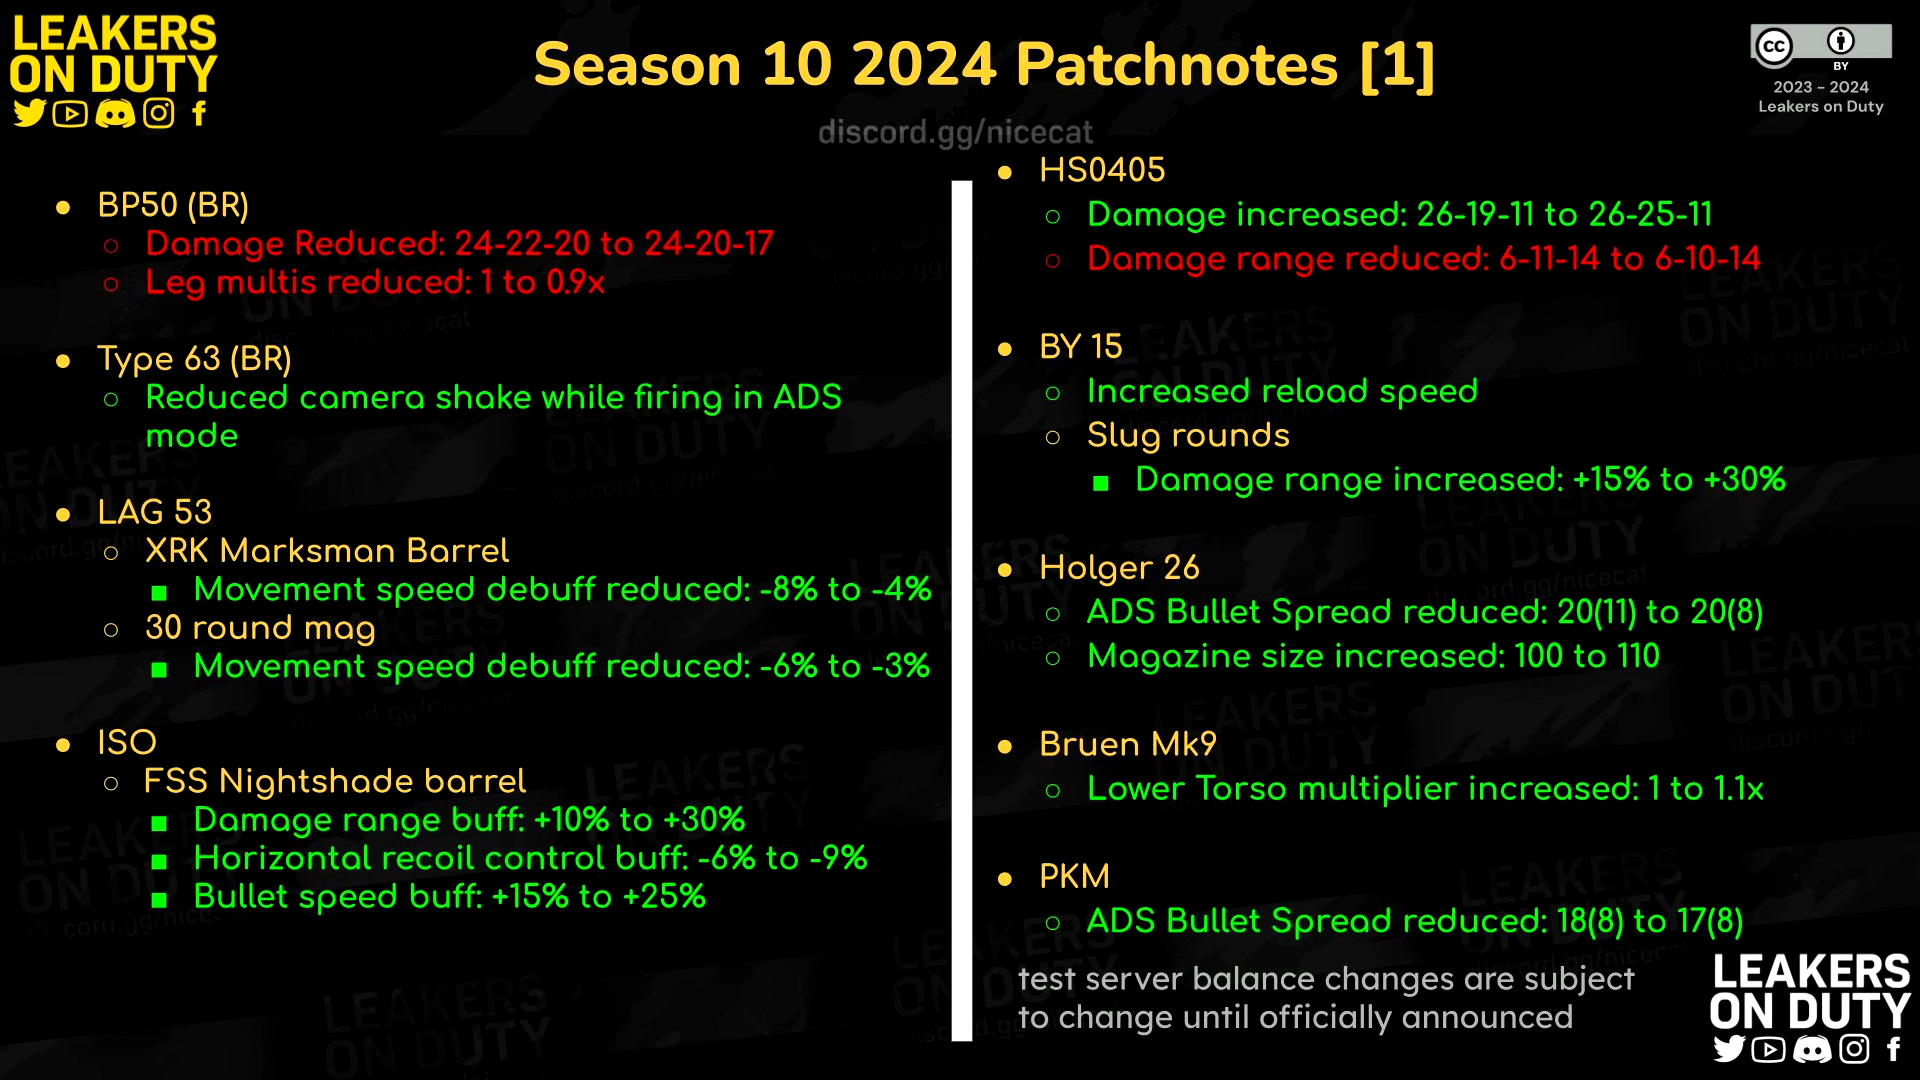 LEAKERS
ON DUTY
Season 10 2024 Patchnotes [1]
cc
BY
2023 - 2024
Leakers on Duty
discord.gg/nicecat
BP50 (BR)
Damage Reduced: 24-22-20 to 24-20-17
Leg multis reduced: 1 to 0.9x
Type 63 (BR)
Reduced camera shake while firing in ADS
mode
LAG 53
XRK Marksman Barrel
Movement speed debuff reduced: -8% to -4%
30 round mag
Movement speed debuff reduced: -6% to -3%
ISO
FSS Nightshade barrel
Damage range buff: +10% to +30%
Horizontal recoil control buff: -6% to -9%
Bullet speed buff: +15% to +25%
HS0405
Damage increased: 26-19-11 to 26-25-11
Damage range reduced: 6-11-14 to 6-10-14
BY 15
Increased reload speed
Slug rounds
Damage range increased: +15% to +30%
Holger 26
ADS Bullet Spread reduced: 20(11) to 20(8)
Magazine size increased: 100 to 110
Bruen Mk9
Lower Torso multiplier increased: 1 to 1.1x
PKM
ADS Bullet Spread reduced: 18(8) to 17(8)
test server balance changes are subject
to change until officially announced
LEAKERS
ON DUTY